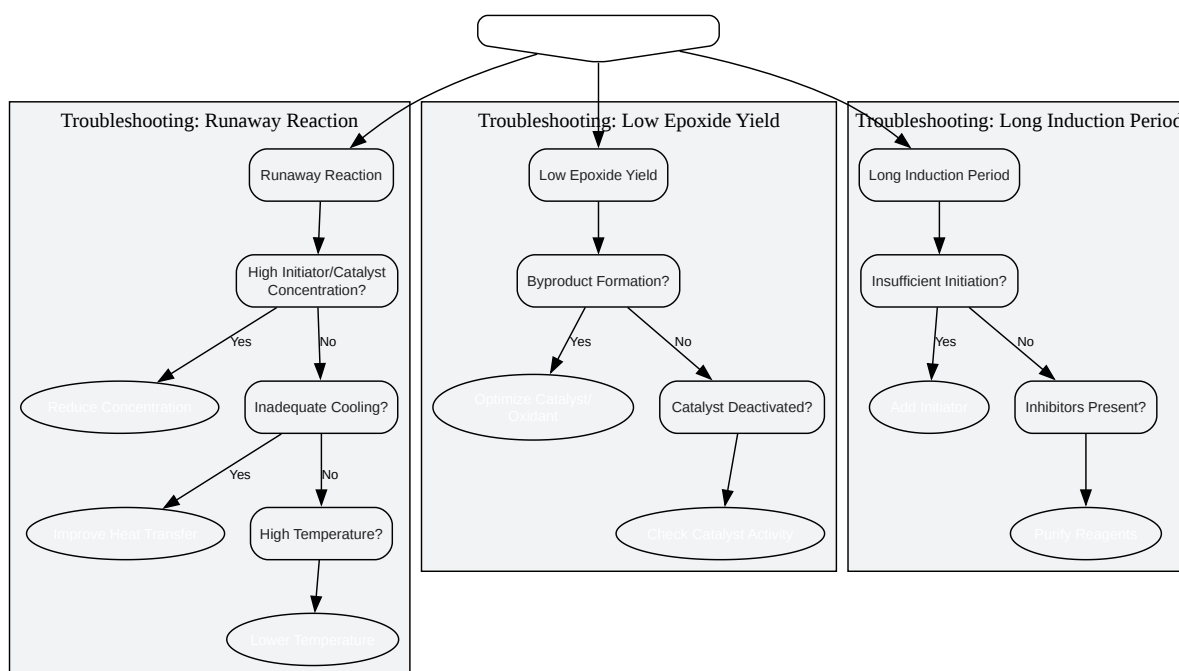 Troubleshooting: Runaway Reaction
Runaway Reaction
High Initiator/Catalyst
Concentration?
Yes
No
Reduce Concentration
Inadequate Cooling?
Yes
No
Improve Heat Transfer
High Temperature?
Lower Temperature
Troubleshooting: Low Epoxide Yield
Low Epoxide Yield
Byproduct Formation?
Yes
No
Optimize Catalyst/
Oxidant
Catalyst Deactivated?
Check Catalyst Activity
Troubleshooting: Long Induction Period
Long Induction Period
Insufficient Initiation?
Yes
No
Add Initiator
Inhibitors Present?
Purify Reagents